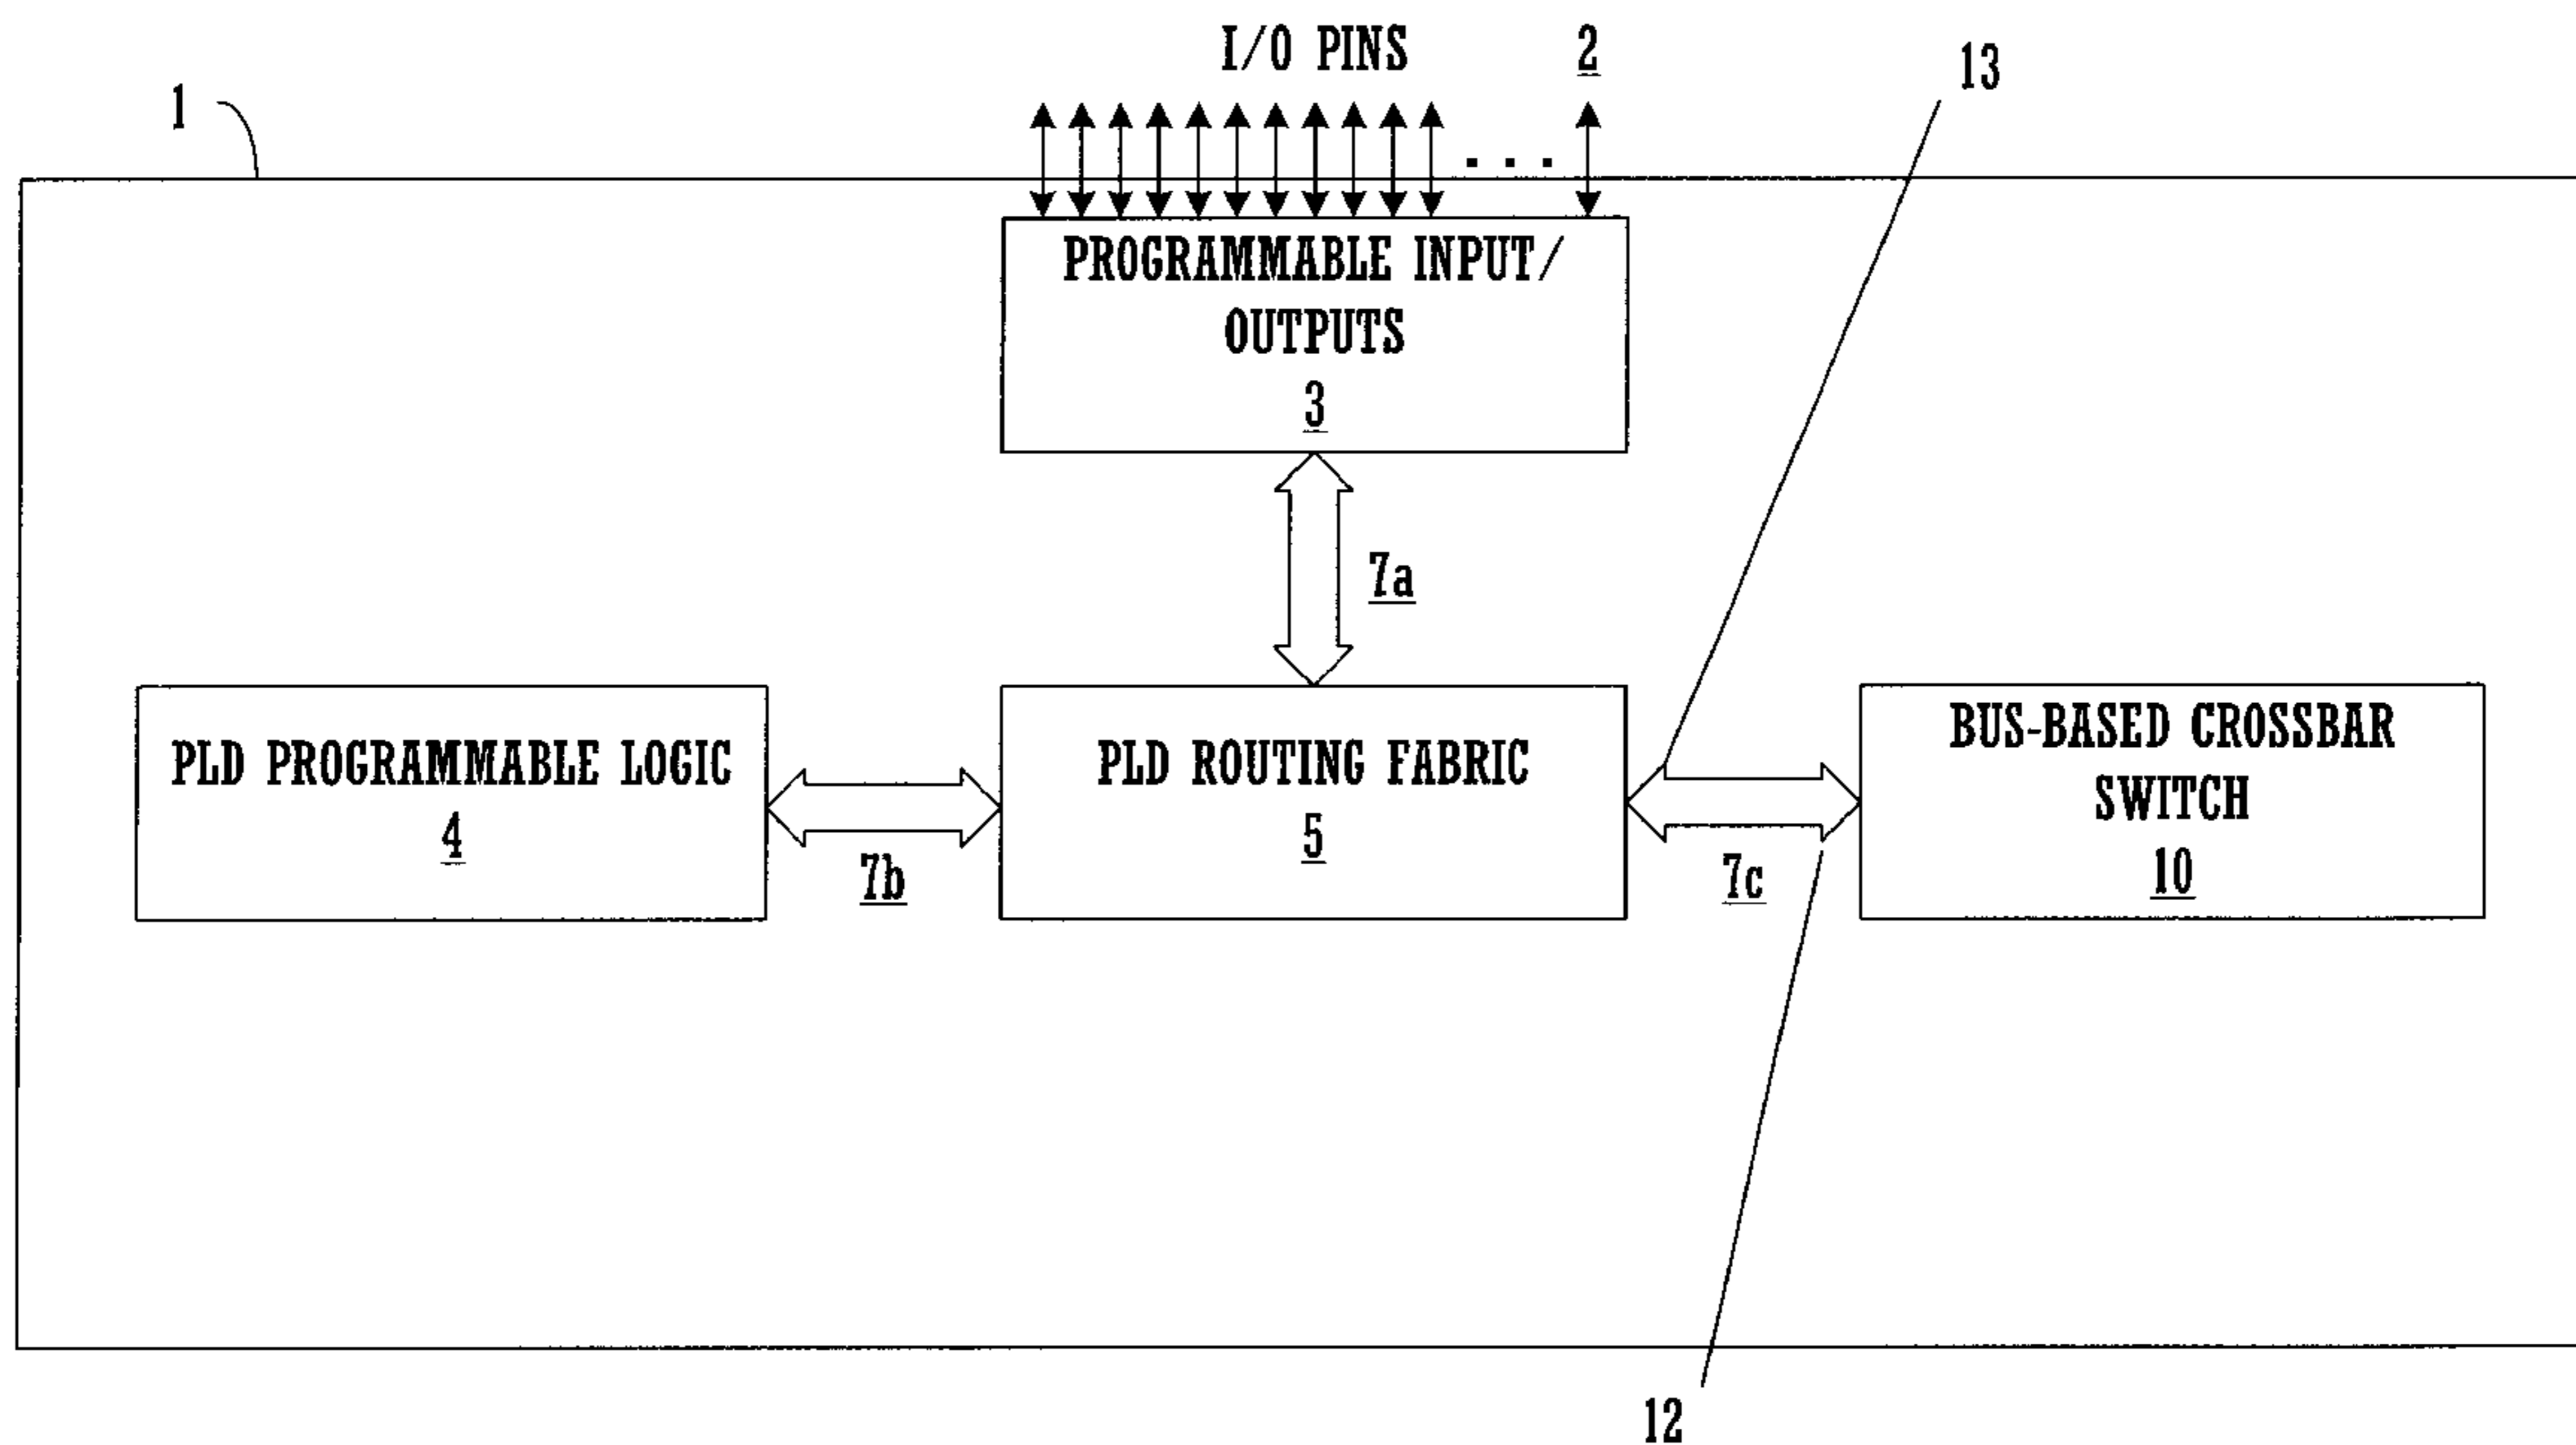 I/O PINS 2
13
1
. . .
PROGRAMMABLE INPUT/
OUTPUTS
3
7a
PLD PROGRAMMABLE LOGIC
4
7b
PLD ROUTING FABRIC
5
7c
BUS-BASED CROSSBAR
SWITCH
10
12